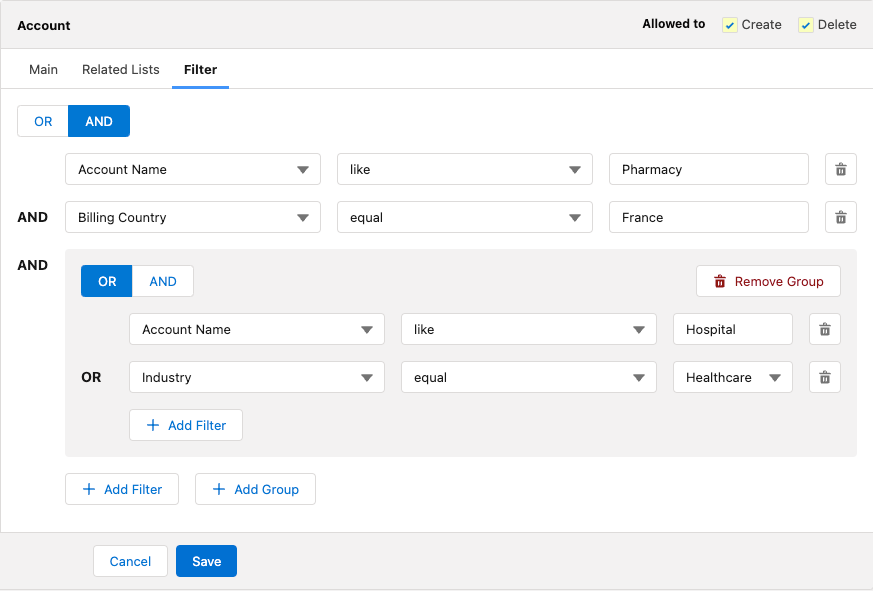 Account Allowed to Create Delete
Main Related Lists Filter
OR AND
Account Name like Pharmacy
AND Billing Country equal France
AND
OR AND Remove Group
Account Name like Hospital
OR Industry equal Healthcare
+ Add Filter
+ Add Filter + Add Group
Cancel Save